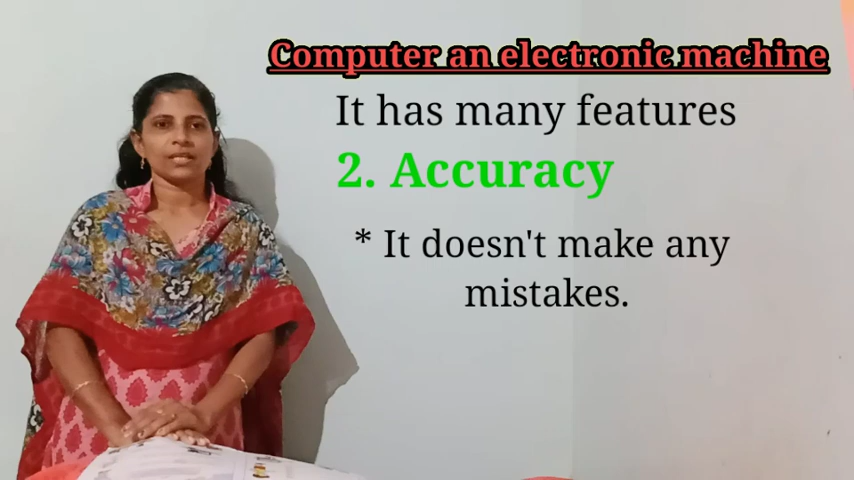 Computer an electronic machine
It has many features
2. Accuracy
* It doesn't make any
mistakes.